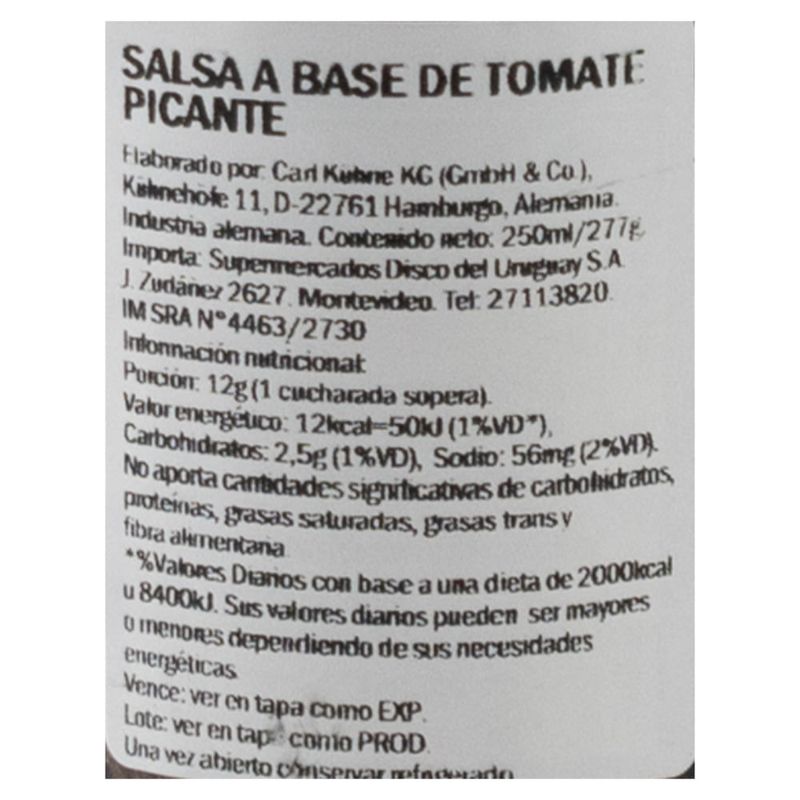 SALSA A BASE DE TOMATE
PICANTE
Elaborado por: Carl Kühne KG (GmbH & Co.),
Kühnehofe 11, D-22761 Hamburgo, Alemania.
Industria alemana. Contenido neto: 250ml/277g.
Importa: Supermercados Disco del Uruguay S.A.
J. Zudáñez 2627. Montevideo. Tel: 27113820.
IM SRA N°4463/2730
Información nutricional:
Porción: 12g (1 cucharada sopera).
Valor energético: 12kcal=50kJ (1%VD*),
Carbohidratos: 2,5g (1%VD), Sodio: 56mg (2%VD).
No aporta cantidades significativas de carbohidratos,
proteínas, grasas saturadas, grasas trans y
fibra alimentaria.
*%Valores Diarios con base a una dieta de 2000kcal
u 8400kJ. Sus valores diarios pueden ser mayores
o menores dependiendo de sus necesidades
energéticas.
Vence: ver en tapa como EXP.
Lote: ver en tapa como PROD.
Una vez abierto conservar refrigerado